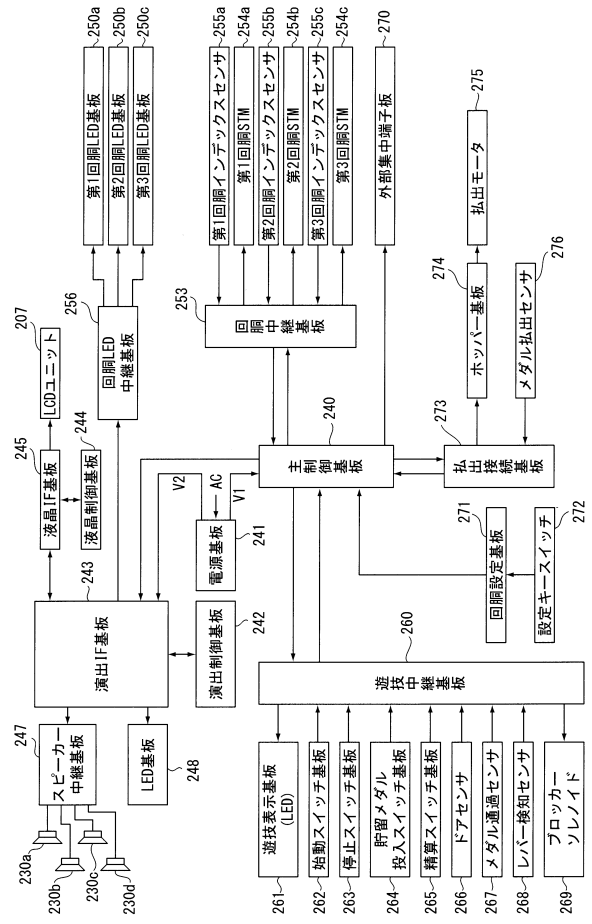 230a
230b
230c
230d
247
スピーカー
中継基板
LED基板
248
243
演出IF基板
演出制御基板
242
245
液晶IF基板
207
LCDユニット
244
液晶制御基板
256
回胴LED
中継基板
第1回胴LED基板
250a
第2回胴LED基板
250b
第3回胴LED基板
250c
V2
AC
V1
電源基板
241
240
主制御基板
253
回胴中継基板
第1回胴インデックスセンサ
255a
第1回胴STM
254a
第2回胴インデックスセンサ
255b
第2回胴STM
254b
第3回胴インデックスセンサ
255c
第3回胴STM
254c
外部集中端子板
270
273
払出接続基板
274
ホッパー基板
275
払出モータ
276
メダル払出センサ
271
回胴設定基板
272
設定キースイッチ
260
遊技中継基板
261
遊技表示基板
(LED)
262
始動スイッチ基板
263
停止スイッチ基板
264
貯留メダル
投入スイッチ基板
265
精算スイッチ基板
266
ドアセンサ
267
メダル通過センサ
268
レバー検知センサ
269
ブロッカー
ソレノイド